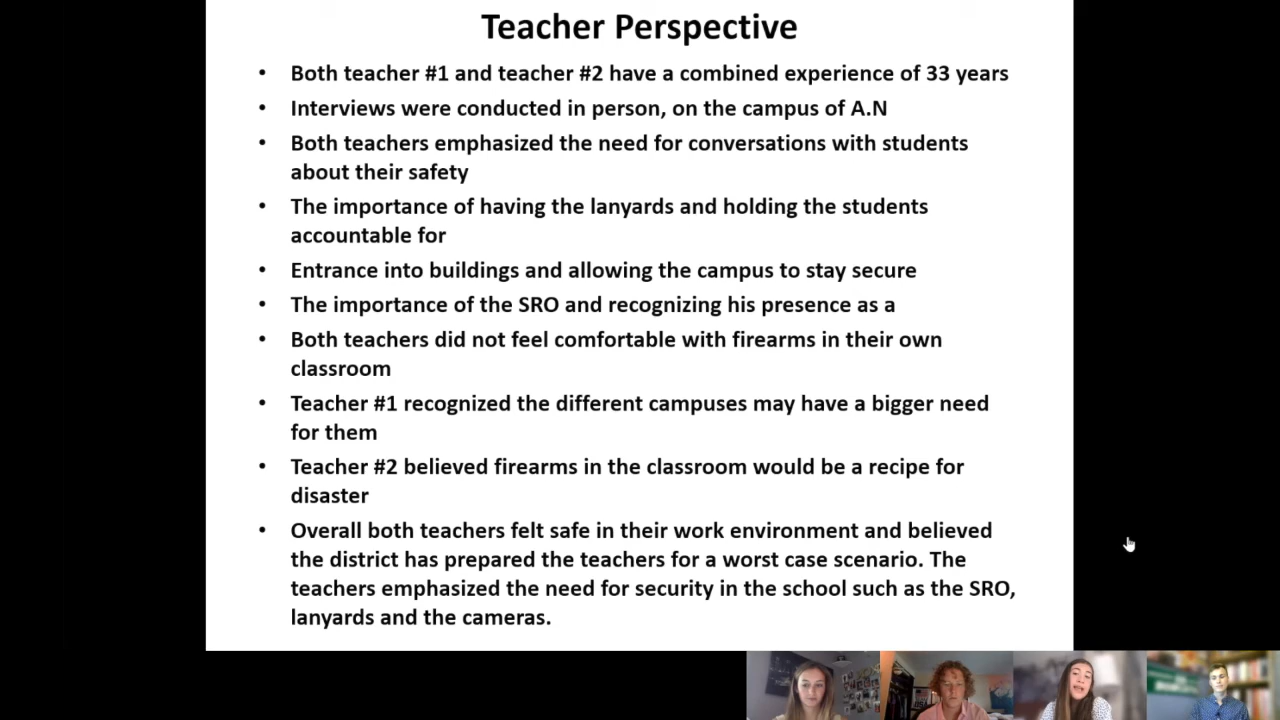 Teacher Perspective
• Both teacher #1 and teacher #2 have a combined experience of 33 years
• Interviews were conducted in person, on the campus of A.N
• Both teachers emphasized the need for conversations with students
about their safety
• The importance of having the lanyards and holding the students
accountable for
• Entrance into buildings and allowing the campus to stay secure
• The importance of the SRO and recognizing his presence as a
• Both teachers did not feel comfortable with firearms in their own
classroom
• Teacher #1 recognized the different campuses may have a bigger need
for them
• Teacher #2 believed firearms in the classroom would be a recipe for
disaster
• Overall both teachers felt safe in their work environment and believed
the district has prepared the teachers for a worst case scenario. The
teachers emphasized the need for security in the school such as the SRO,
lanyards and the cameras.